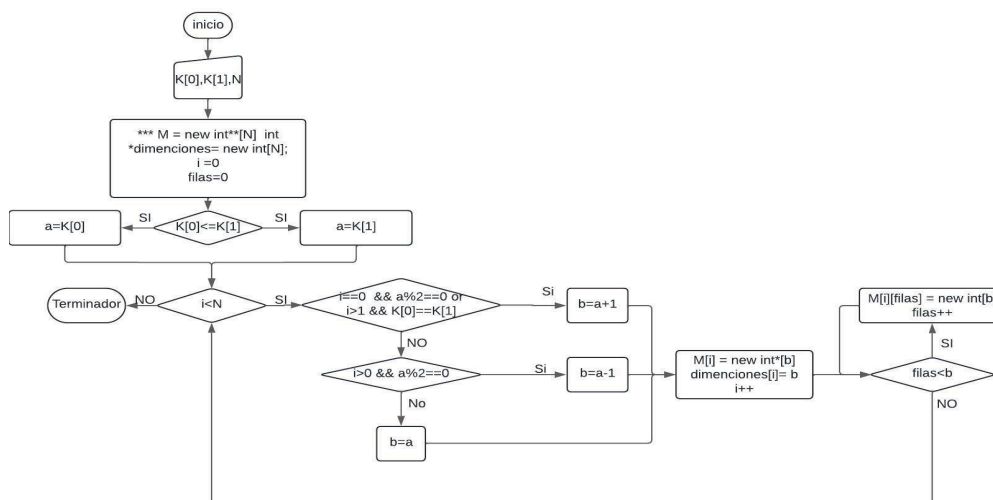 inicio
K[0],K[1],N
*** M = new int**[N] int
*dimenciones= new int[N];
i =0
filas=0
a=K[0]
SI
K[0]<=K[1]
SI
a=K[1]
Terminador
NO
i<N
SI
i==0 && a%2==0 or
i>1 && K[0]==K[1]
Si
b=a+1
NO
i>0 && a%2==0
Si
b=a-1
No
b=a
M[i] = new int*[b]
dimenciones[i]= b
i++
M[i][filas] = new int[b
filas++
SI
filas<b
NO